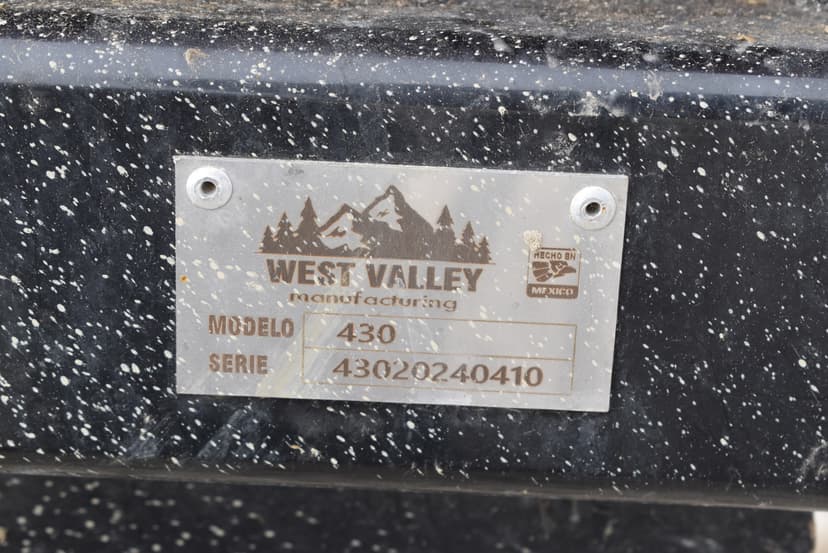 WEST VALLEY
manufacturing
HECHO EN
MEXICO
MODELO 430
SERIE 43020240410